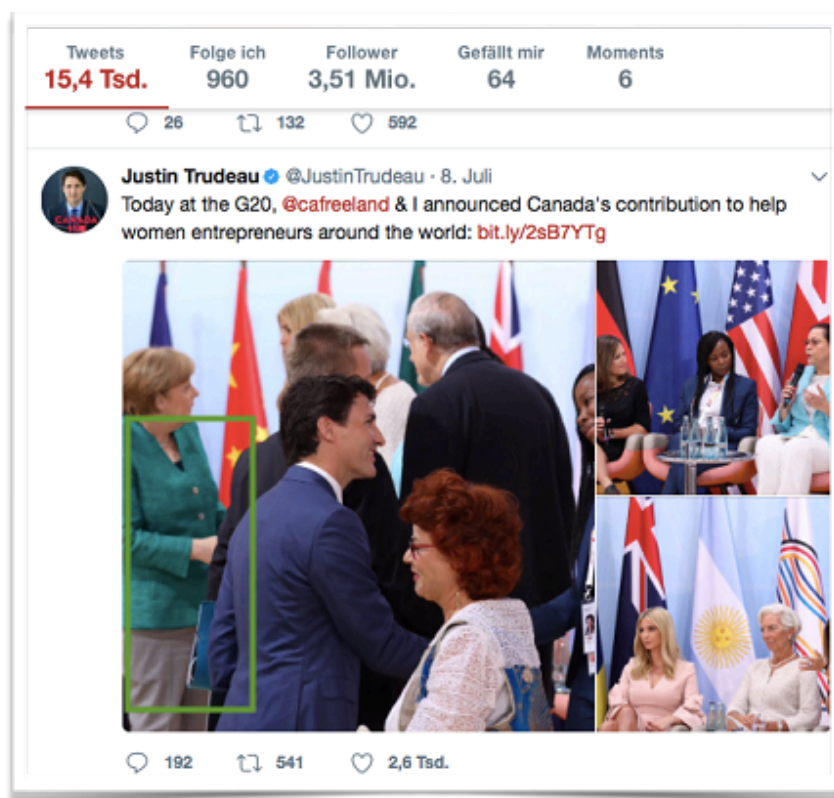 Tweets Folge ich Follower Gefällt mir Moments
15,4 Tsd. 960 3,51 Mio. 64 6
26 132 592
Justin Trudeau @JustinTrudeau · 8. Juli
Today at the G20, @cafreeland & I announced Canada's contribution to help
women entrepreneurs around the world: bit.ly/2sB7YTg
CANADA
192 541 2,6 Tsd.